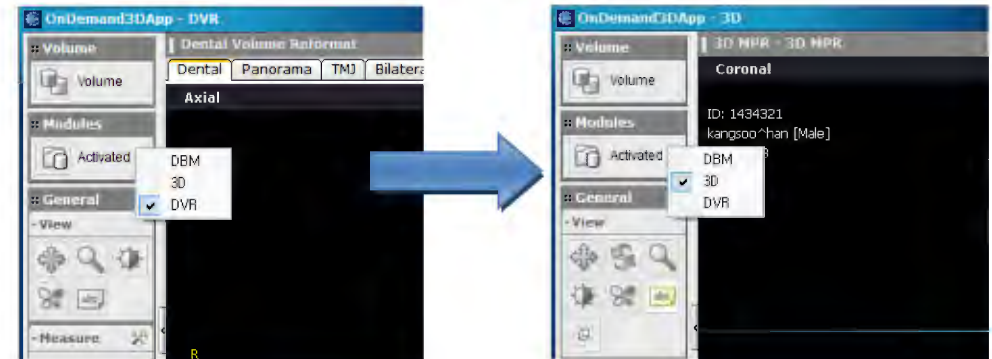 OnDemand3DApp - DVR
:: Volume
Dental Volume Reformat
Volume
Dental Panorama TMJ Bilatera
Axial
:: Modules
Activated
DBM
3D
DVR
:: General
- View
abc
- Measure
R
OnDemand3DApp - 3D
:: Volume
3D MPR - 3D MPR
Volume
Coronal
ID: 1434321
kangsoo^han [Male]
:: Modules
Activated
DBM
3D
DVR
:: General
- View
abc